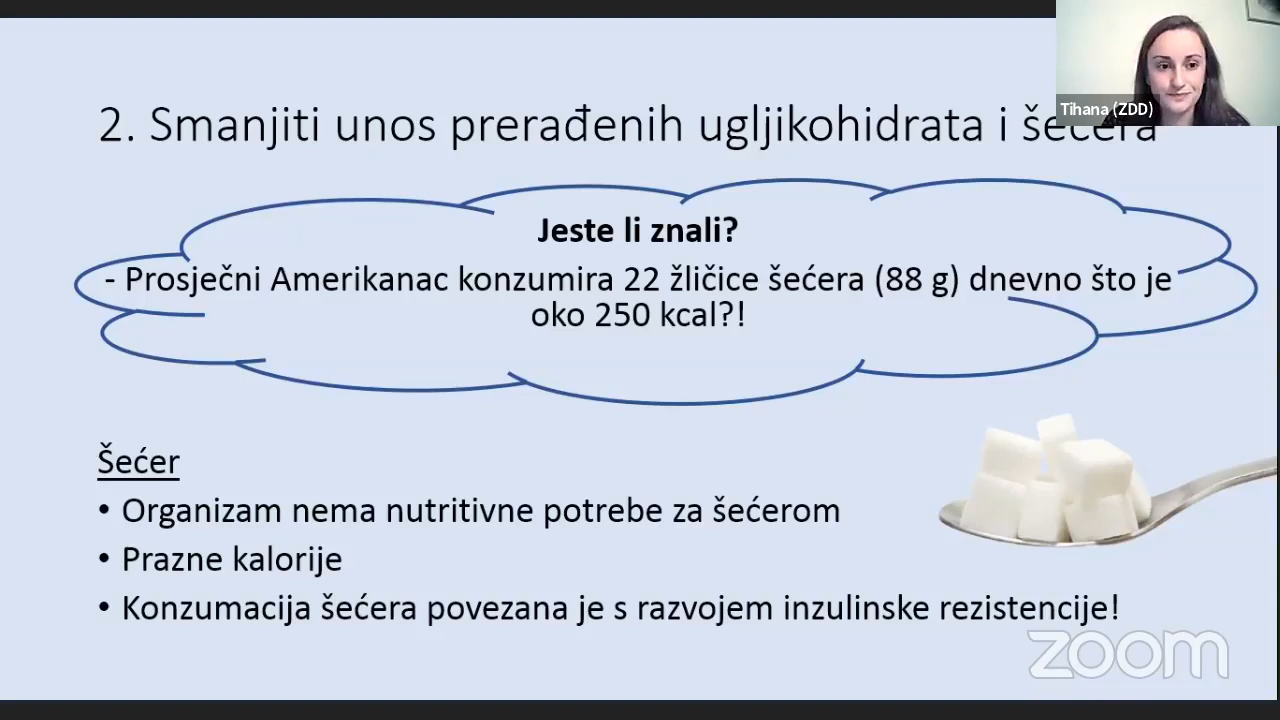 Tihana (ZDD)
2. Smanjiti unos prerađenih ugljikohidrata i šećera
Jeste li znali?
- Prosječni Amerikanac konzumira 22 žličice šećera (88 g) dnevno što je
oko 250 kcal?!
Šećer
• Organizam nema nutritivne potrebe za šećerom
• Prazne kalorije
• Konzumacija šećera povezana je s razvojem inzulinske rezistencije!
zoom